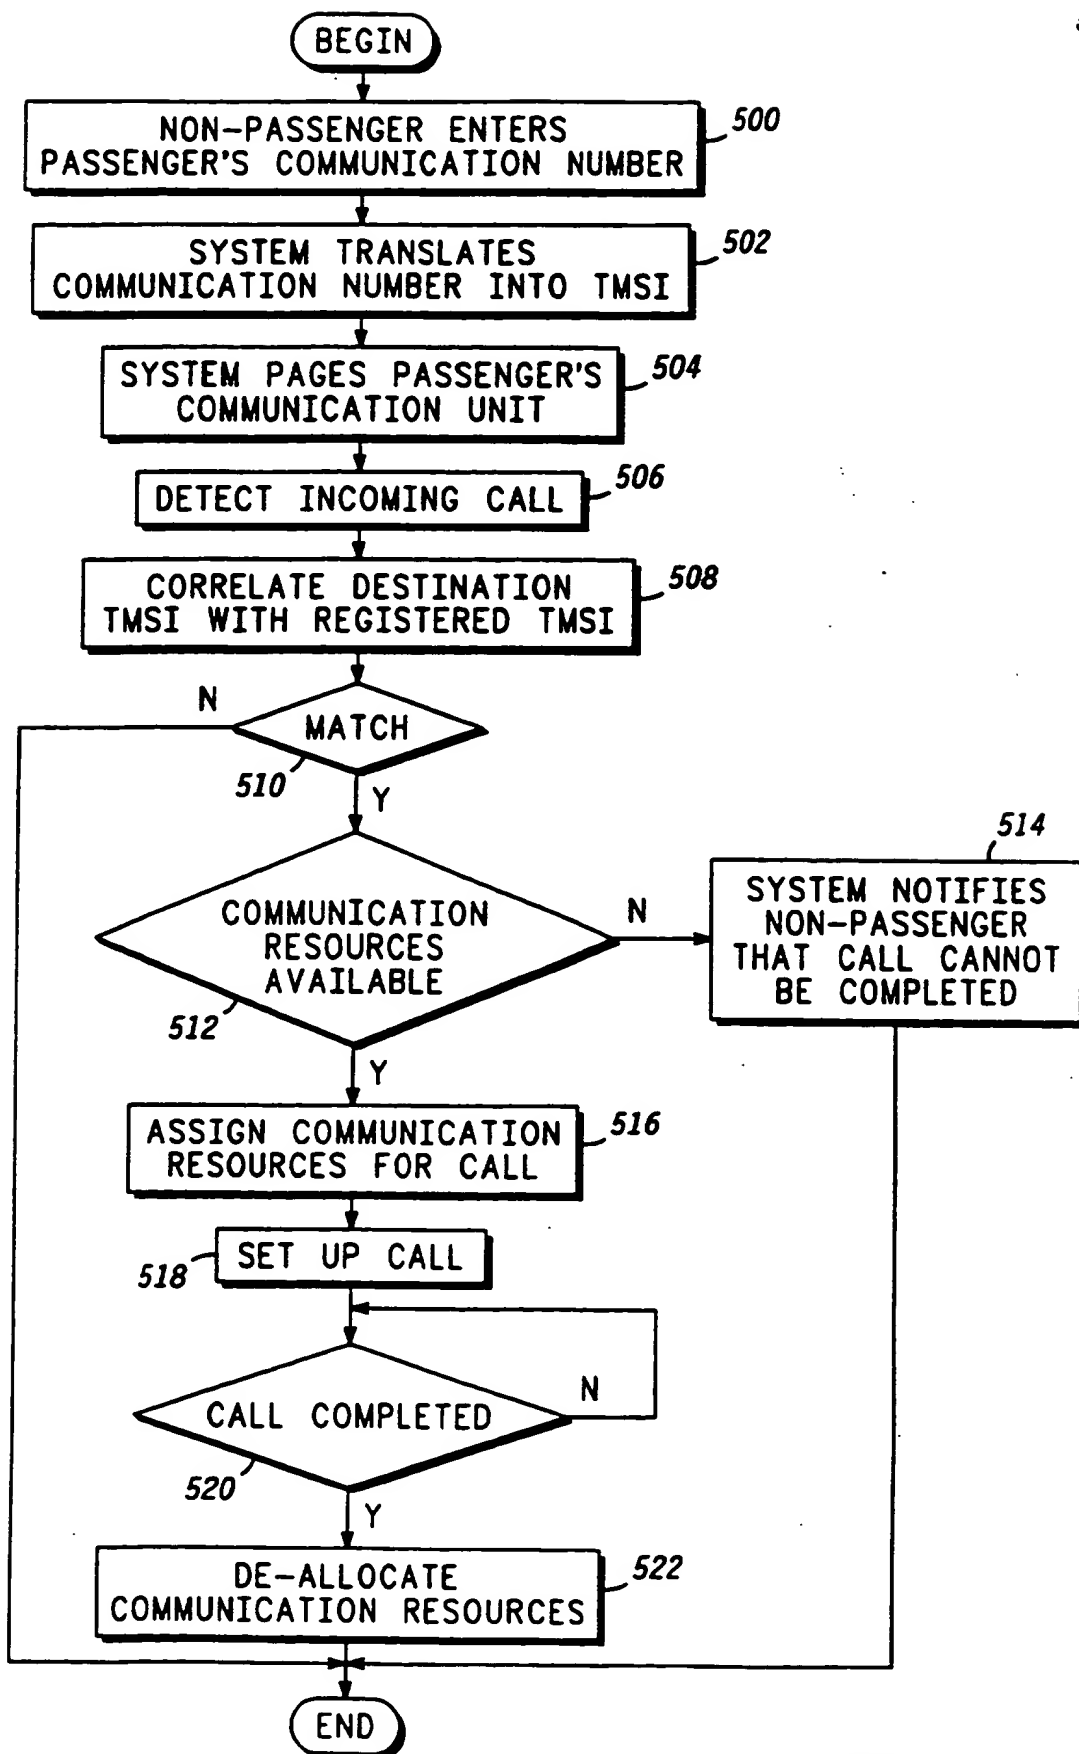 BEGIN
NON-PASSENGER ENTERS
PASSENGER'S COMMUNICATION NUMBER
500
SYSTEM TRANSLATES
COMMUNICATION NUMBER INTO TMSI
502
SYSTEM PAGES PASSENGER'S
COMMUNICATION UNIT
504
DETECT INCOMING CALL
506
CORRELATE DESTINATION
TMSI WITH REGISTERED TMSI
508
N
MATCH
510
Y
COMMUNICATION
RESOURCES
AVAILABLE
512
N
514
SYSTEM NOTIFIES
NON-PASSENGER
THAT CALL CANNOT
BE COMPLETED
Y
ASSIGN COMMUNICATION
RESOURCES FOR CALL
516
SET UP CALL
518
CALL COMPLETED
N
520
Y
DE-ALLOCATE
COMMUNICATION RESOURCES
522
END